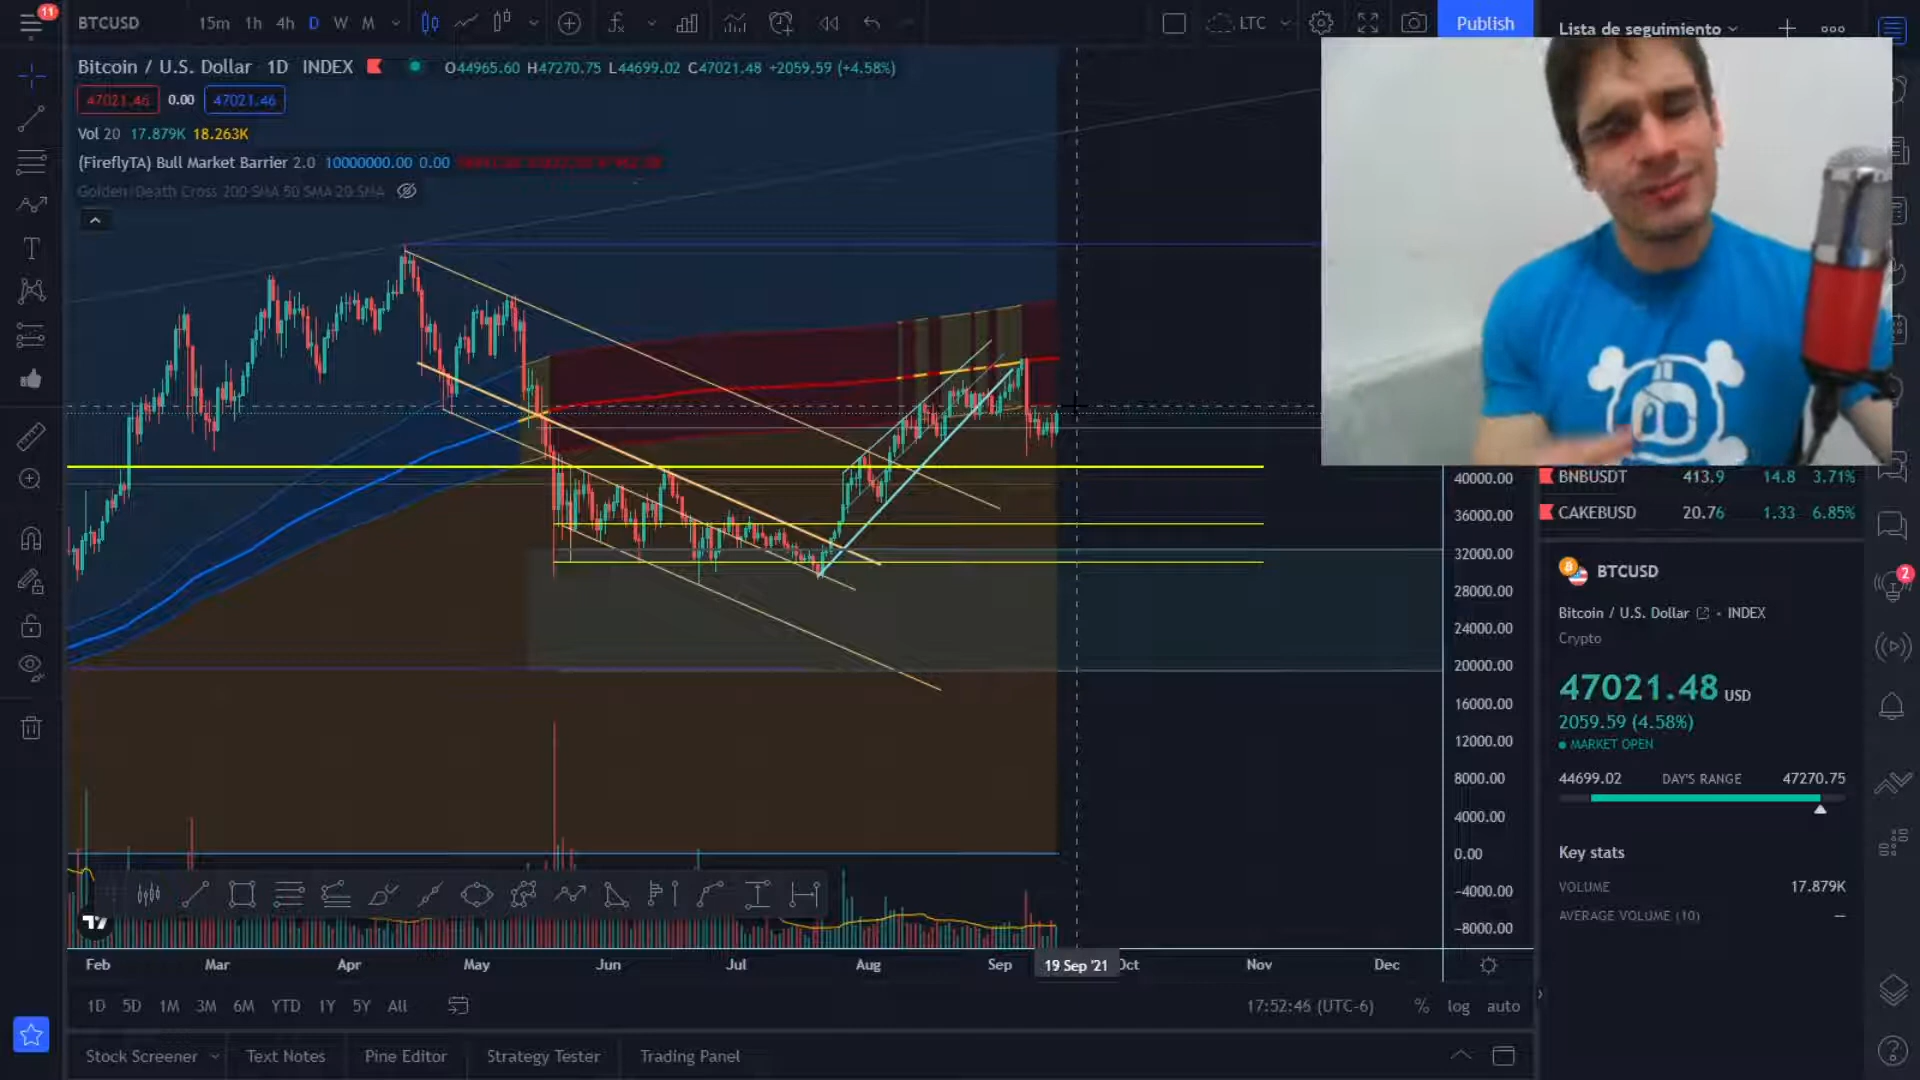 11
BTCUSD 15m 1h 4h D W M LTC Publish Lista de seguimiento
Bitcoin / U.S. Dollar 1D INDEX O44965.60 H47270.75 L44699.02 C47021.48 +2059.59 (+4.58%)
47021.46 0.00 47021.46
Vol 20 17.879K 18.263K
(FireflyTA) Bull Market Barrier 2.0 10000000.00 0.00
Golden/Death Cross 200 SMA 50 SMA 20 SMA
BNBUSDT 413.9 14.8 3.71%
CAKEBUSD 20.76 1.33 6.85%
40000.00
36000.00
32000.00
28000.00
24000.00
20000.00
16000.00
12000.00
8000.00
4000.00
0.00
-4000.00
-8000.00
BTCUSD
2
Bitcoin / U.S. Dollar • INDEX
Crypto
47021.48 USD
2059.59 (4.58%)
MARKET OPEN
44699.02 DAY'S RANGE 47270.75
Key stats
VOLUME 17.879K
AVERAGE VOLUME (10) —
Feb Mar Apr May Jun Jul Aug Sep 19 Sep '21 Oct Nov Dec
1D 5D 1M 3M 6M YTD 1Y 5Y All 17:52:46 (UTC-6) % log auto
Stock Screener Text Notes Pine Editor Strategy Tester Trading Panel